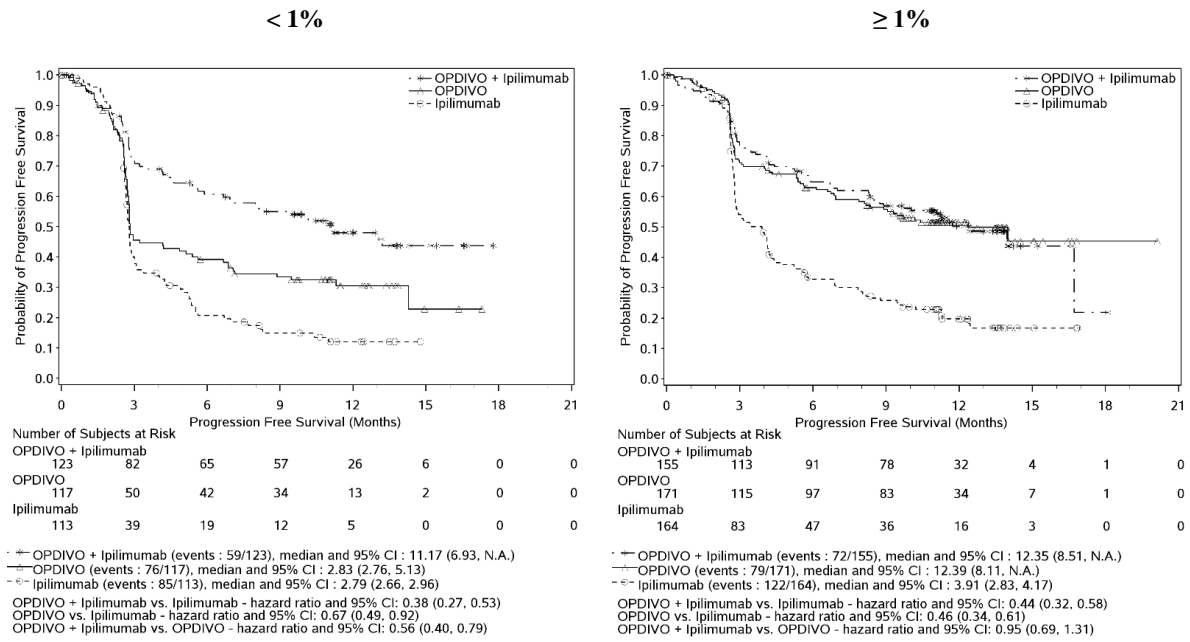 < 1%
≥ 1%
OPDIVO + Ipilimumab
OPDIVO
Ipilimumab
Probability of Progression Free Survival
1.0
0.9
0.8
0.7
0.6
0.5
0.4
0.3
0.2
0.1
0.0
0 3 6 9 12 15 18 21
Progression Free Survival (Months)
Number of Subjects at Risk
OPDIVO + Ipilimumab
123 82 65 57 26 6 0 0
OPDIVO
117 50 42 34 13 2 0 0
Ipilimumab
113 39 19 12 5 0 0 0
OPDIVO + Ipilimumab (events : 59/123), median and 95% CI : 11.17 (6.93, N.A.)
OPDIVO (events : 76/117), median and 95% CI : 2.83 (2.76, 5.13)
Ipilimumab (events : 85/113), median and 95% CI : 2.79 (2.66, 2.96)
OPDIVO + Ipilimumab vs. Ipilimumab - hazard ratio and 95% CI: 0.38 (0.27, 0.53)
OPDIVO vs. Ipilimumab - hazard ratio and 95% CI: 0.67 (0.49, 0.92)
OPDIVO + Ipilimumab vs. OPDIVO - hazard ratio and 95% CI: 0.56 (0.40, 0.79)
OPDIVO + Ipilimumab
OPDIVO
Ipilimumab
Probability of Progression Free Survival
1.0
0.9
0.8
0.7
0.6
0.5
0.4
0.3
0.2
0.1
0.0
0 3 6 9 12 15 18 21
Progression Free Survival (Months)
Number of Subjects at Risk
OPDIVO + Ipilimumab
155 113 91 78 32 4 1 0
OPDIVO
171 115 97 83 34 7 1 0
Ipilimumab
164 83 47 36 16 3 0 0
OPDIVO + Ipilimumab (events : 72/155), median and 95% CI : 12.35 (8.51, N.A.)
OPDIVO (events : 79/171), median and 95% CI : 12.39 (8.11, N.A.)
Ipilimumab (events : 122/164), median and 95% CI : 3.91 (2.83, 4.17)
OPDIVO + Ipilimumab vs. Ipilimumab - hazard ratio and 95% CI: 0.44 (0.32, 0.58)
OPDIVO vs. Ipilimumab - hazard ratio and 95% CI: 0.46 (0.34, 0.61)
OPDIVO + Ipilimumab vs. OPDIVO - hazard ratio and 95% CI: 0.95 (0.69, 1.31)